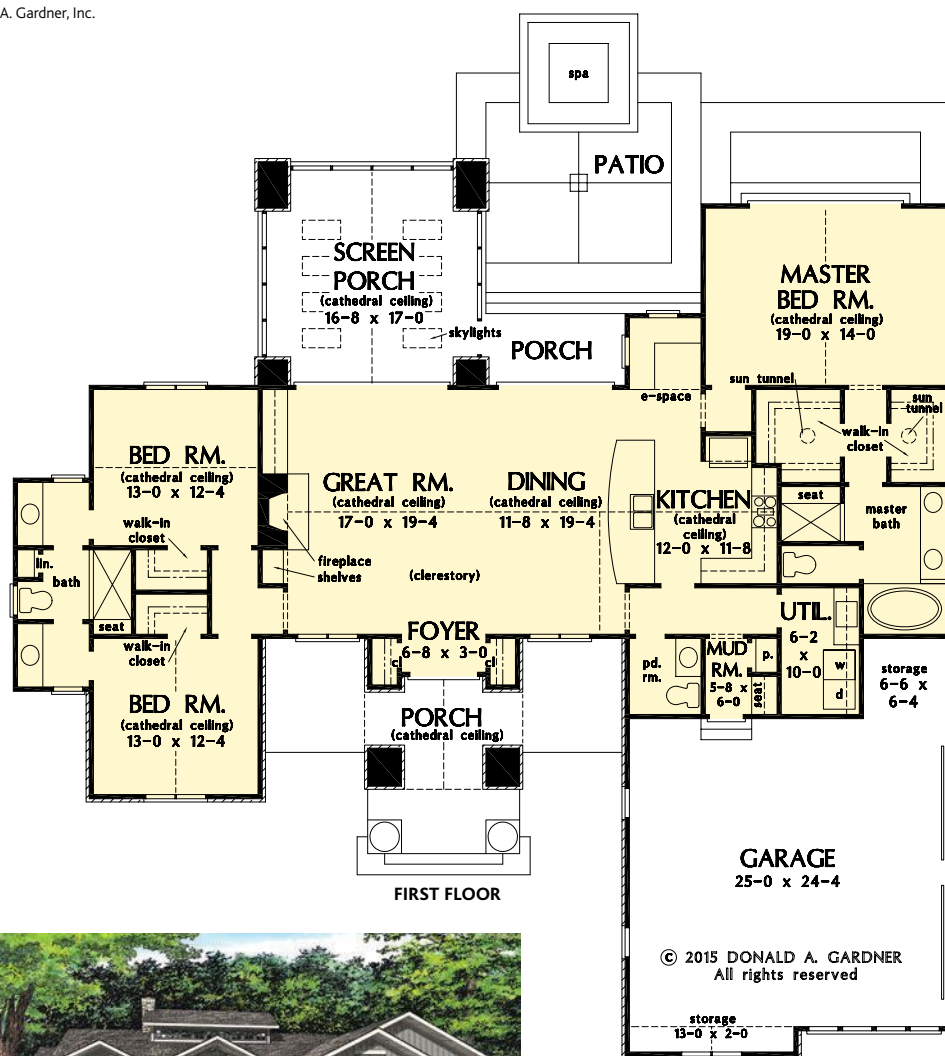 A. Gardner, Inc.
spa
PATIO
SCREEN
PORCH
(cathedral ceiling)
16-8 x 17-0
skylights
PORCH
MASTER
BED RM.
(cathedral ceiling)
19-0 x 14-0
e-space
sun tunnel
sun
tunnel
walk-in
closet
BED RM.
(cathedral ceiling)
13-0 x 12-4
walk-in
closet
GREAT RM.
(cathedral ceiling)
17-0 x 19-4
DINING
(cathedral ceiling)
11-8 x 19-4
KITCHEN
(cathedral
ceiling)
12-0 x 11-8
seat
master
bath
lin.
bath
seat
fireplace
shelves
(clerestory)
walk-in
closet
FOYER
6-8 x 3-0
cl
cl
pd.
rm.
MUD
RM.
5-8 x
6-0
p.
seat
UTIL.
6-2
x
10-0
w
d
storage
6-6 x
6-4
BED RM.
(cathedral ceiling)
13-0 x 12-4
PORCH
(cathedral ceiling)
GARAGE
25-0 x 24-4
FIRST FLOOR
© 2015 DONALD A. GARDNER
All rights reserved
storage
13-0 x 2-0